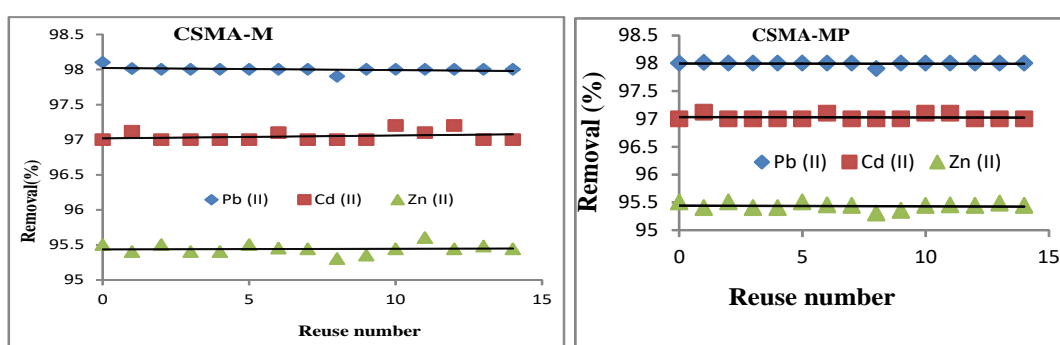 CSMA-M
98.5
98
97.5
97
96.5
96
95.5
95
Removal(%)
Pb (II) Cd (II) Zn (II)
0 5 10 15
Reuse number
CSMA-MP
98.5
98
97.5
97
96.5
96
95.5
95
Removal (%)
Pb (II) Cd (II) Zn (II)
0 5 10 15
Reuse number